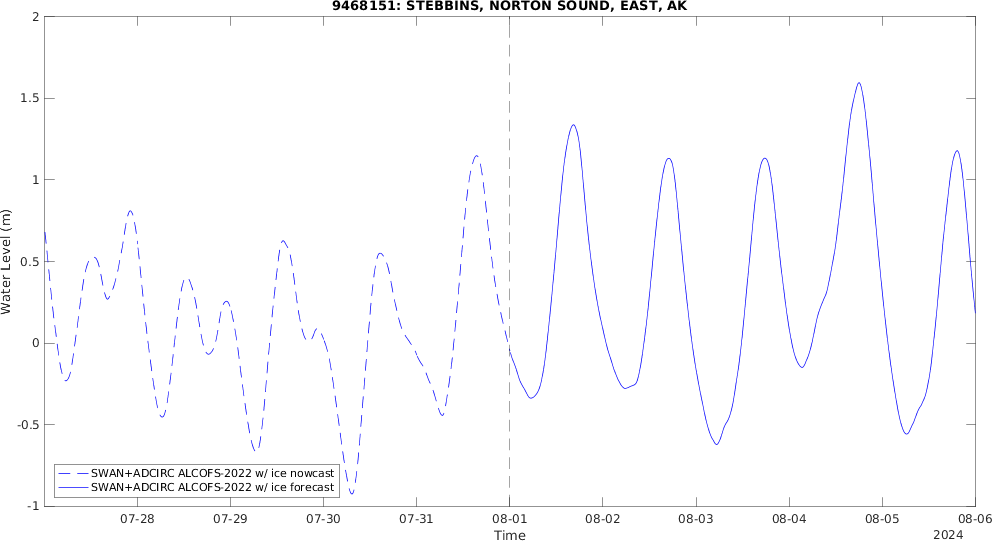 9468151: STEBBINS, NORTON SOUND, EAST, AK
2
1.5
1
0.5
0
-0.5
-1
Water Level (m)
SWAN+ADCIRC ALCOFS-2022 w/ ice nowcast
SWAN+ADCIRC ALCOFS-2022 w/ ice forecast
07-28 07-29 07-30 07-31 08-01 08-02 08-03 08-04 08-05 08-06
Time
2024